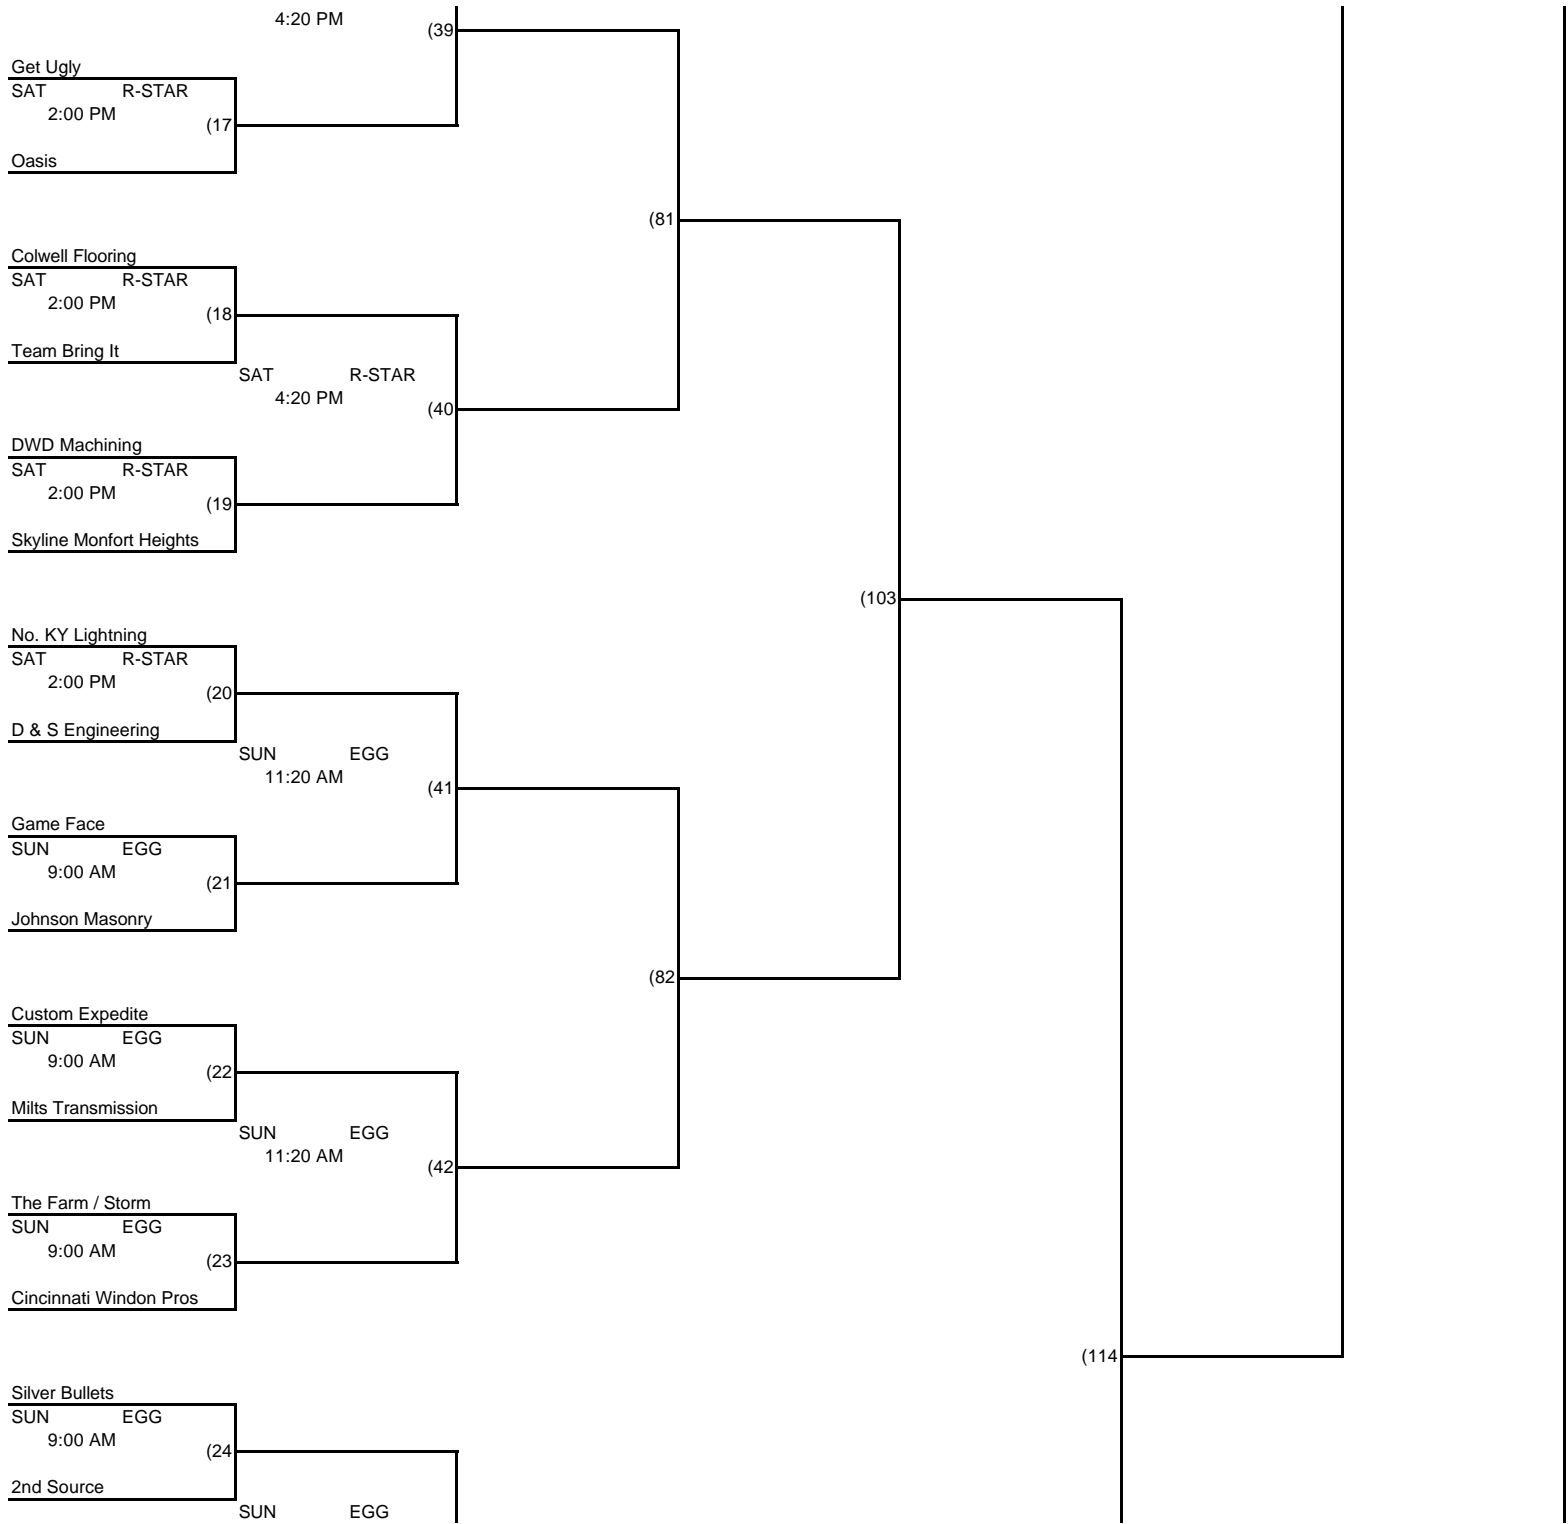 4:20 PM
(39
Get Ugly
SAT R-STAR
2:00 PM
(17
Oasis
(81
Colwell Flooring
SAT R-STAR
2:00 PM
(18
Team Bring It
SAT R-STAR
4:20 PM
(40
DWD Machining
SAT R-STAR
2:00 PM
(19
Skyline Monfort Heights
(103
No. KY Lightning
SAT R-STAR
2:00 PM
(20
D & S Engineering
SUN EGG
11:20 AM
(41
Game Face
SUN EGG
9:00 AM
(21
Johnson Masonry
(82
Custom Expedite
SUN EGG
9:00 AM
(22
Milts Transmission
SUN EGG
11:20 AM
(42
The Farm / Storm
SUN EGG
9:00 AM
(23
Cincinnati Windon Pros
(114
Silver Bullets
SUN EGG
9:00 AM
(24
2nd Source
SUN EGG